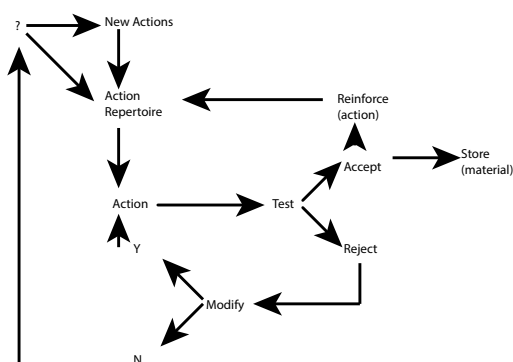 ?
New Actions
Action
Repertoire
Reinforce
(action)
Accept
Store
(material)
Action
Test
Y
Reject
Modify
N